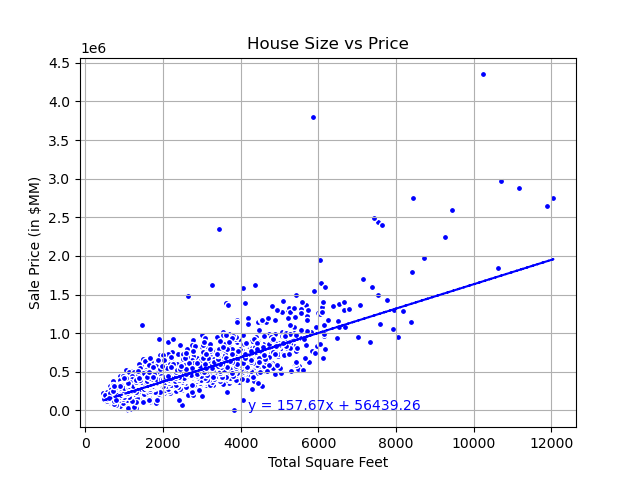 House Size vs Price
1e6
4.5
4.0
3.5
3.0
2.5
2.0
1.5
1.0
0.5
0.0
Sale Price (in $MM)
y = 157.67x + 56439.26
0 2000 4000 6000 8000 10000 12000
Total Square Feet